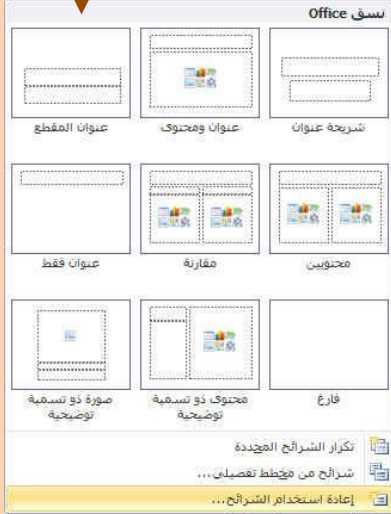 نسق Office
شريحة عنوان
عنوان ومحتوى
عنوان المقطع
محتويين
مقارنة
عنوان فقط
فارغ
محتوى ذو تسمية
توضيحية
صورة ذو تسمية
توضيحية
تكرار الشرائح المحددة
شرائح من مخطط تفصيلي...
إعادة استخدام الشرائح...